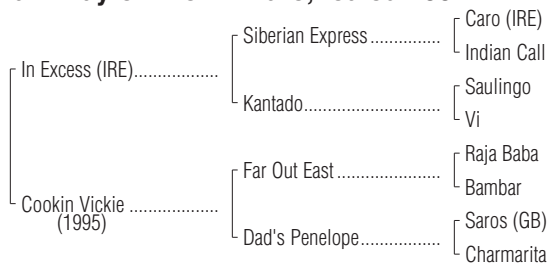 Caro (IRE)
Siberian Express ................
Indian Call
In Excess (IRE)...................
Saulingo
Kantado.............................
Vi
Raja Baba
Far Out East .....................
Bambar
Cookin Vickie ....................
(1995)
Saros (GB)
Dad's Penelope.................
Charmarita